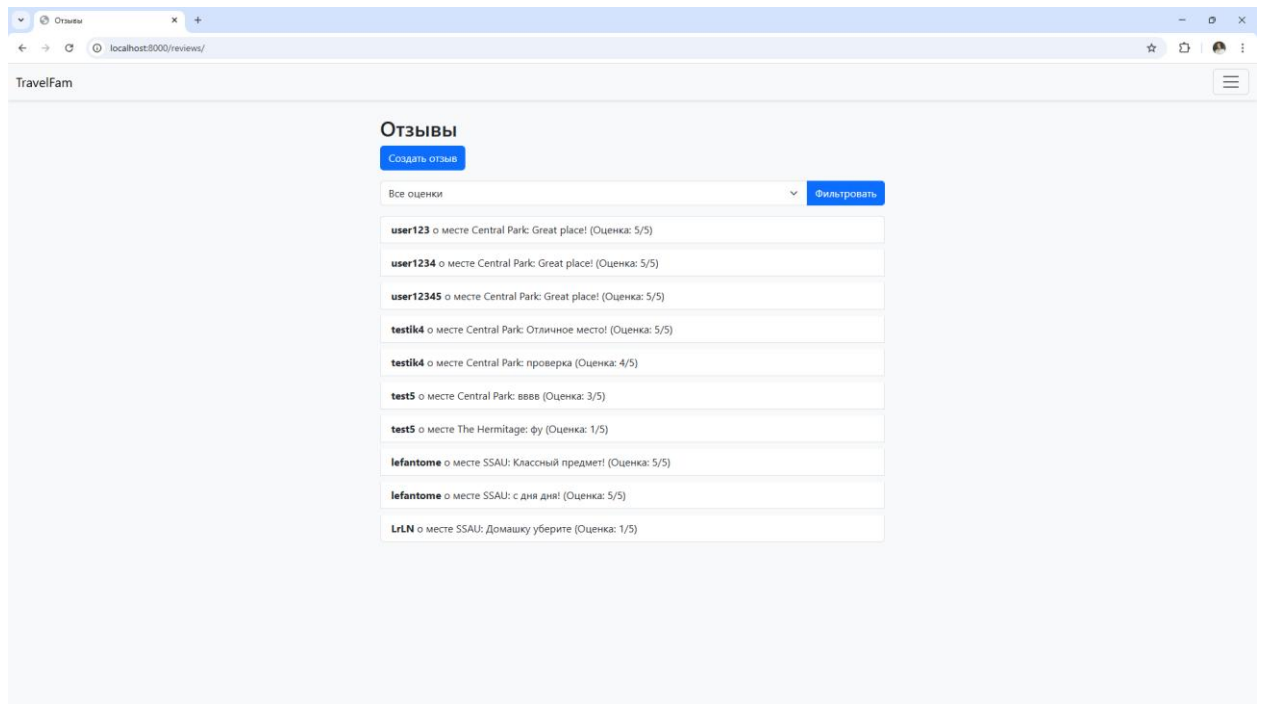 Отзывы
localhost:8000/reviews/
TravelFam
Отзывы
Создать отзыв
Все оценки Фильтровать
user123 о месте Central Park: Great place! (Оценка: 5/5)
user1234 о месте Central Park: Great place! (Оценка: 5/5)
user12345 о месте Central Park: Great place! (Оценка: 5/5)
testik4 о месте Central Park: Отличное место! (Оценка: 5/5)
testik4 о месте Central Park: проверка (Оценка: 4/5)
test5 о месте Central Park: вввв (Оценка: 3/5)
test5 о месте The Hermitage: фу (Оценка: 1/5)
lefantome о месте SSAU: Классный предмет! (Оценка: 5/5)
lefantome о месте SSAU: с дня дня! (Оценка: 5/5)
LrLN о месте SSAU: Домашку уберите (Оценка: 1/5)